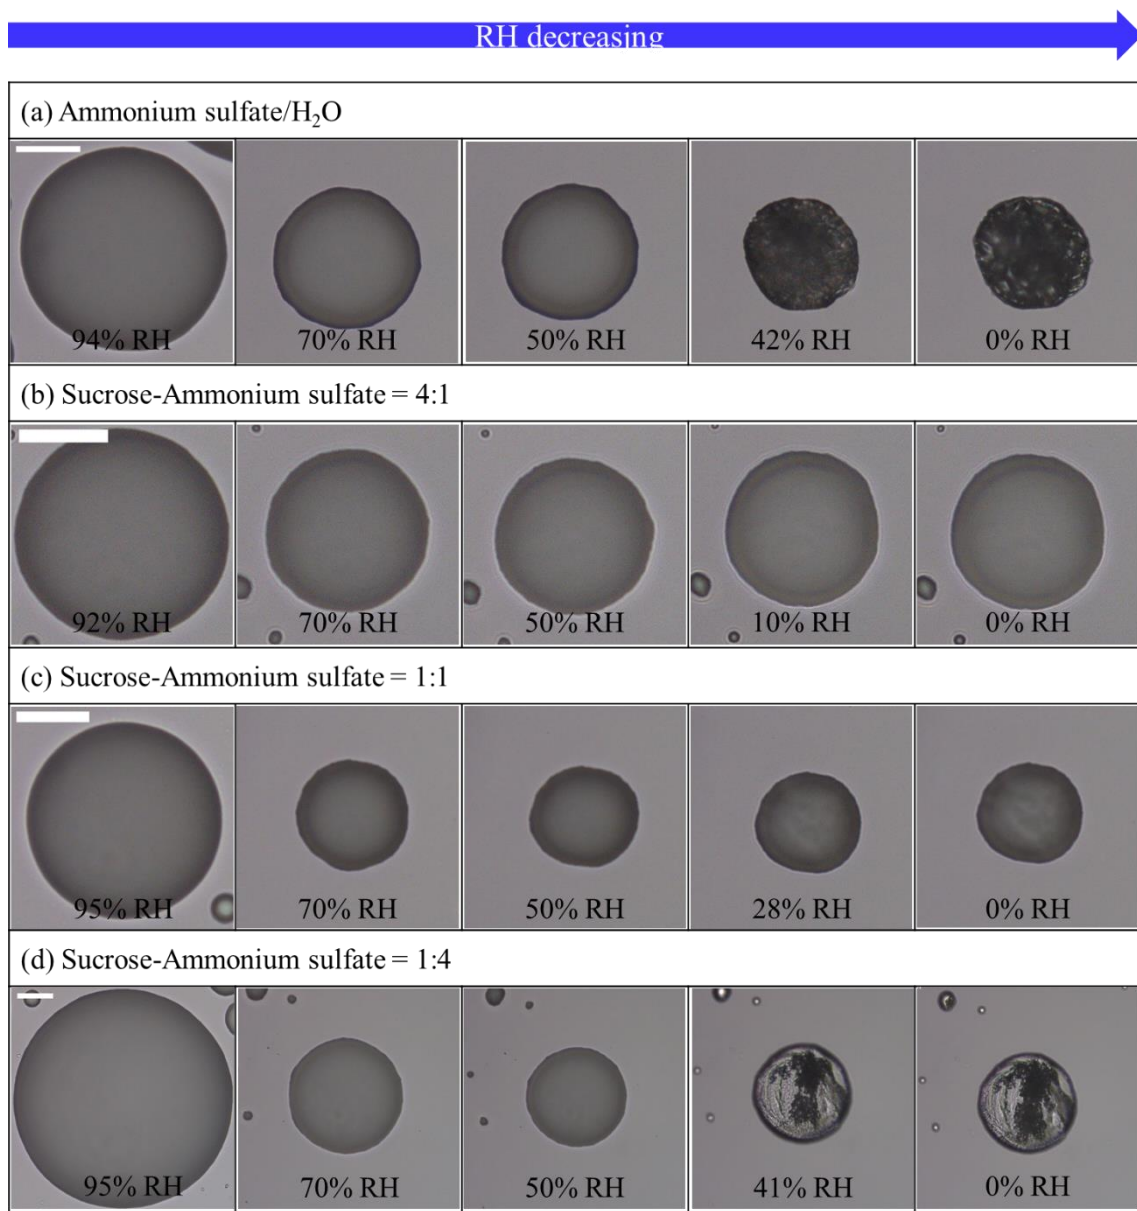 RH decreasing
(a) Ammonium sulfate/H₂O
94% RH 70% RH 50% RH 42% RH 0% RH
(b) Sucrose-Ammonium sulfate = 4:1
92% RH 70% RH 50% RH 10% RH 0% RH
(c) Sucrose-Ammonium sulfate = 1:1
95% RH 70% RH 50% RH 28% RH 0% RH
(d) Sucrose-Ammonium sulfate = 1:4
95% RH 70% RH 50% RH 41% RH 0% RH